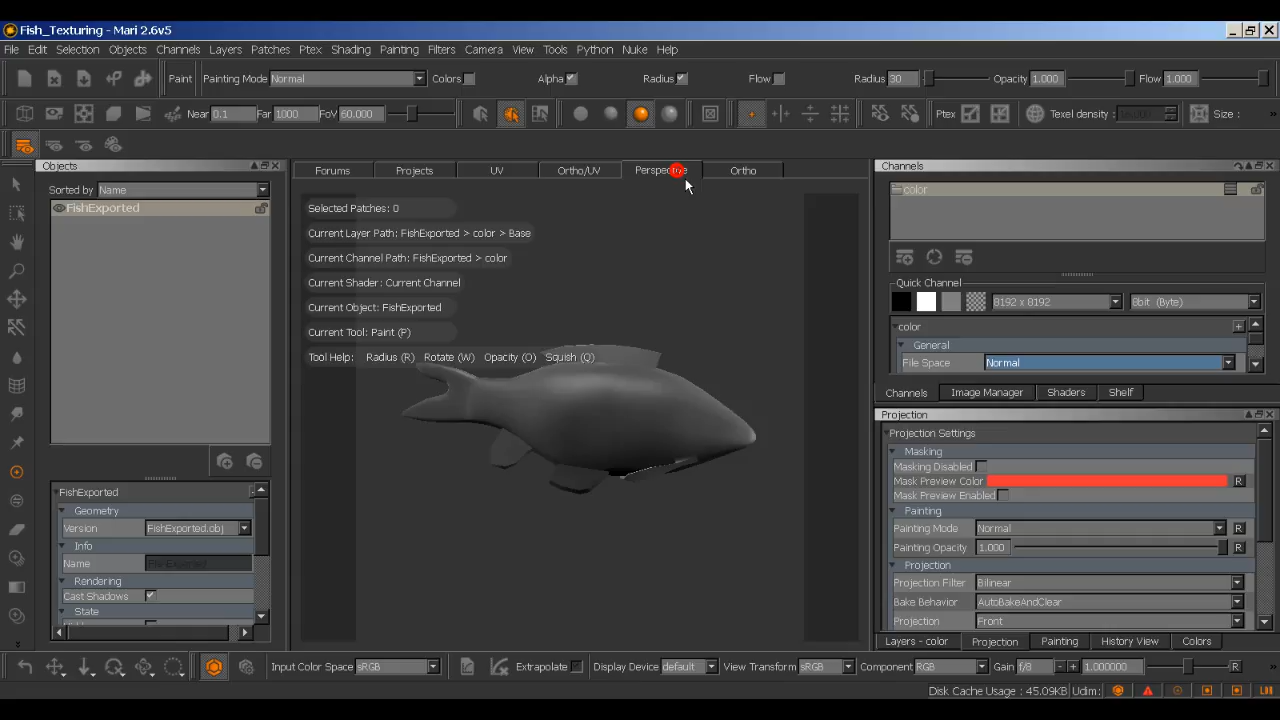 Fish_Texturing - Mari 2.6v5
File Edit Selection Objects Channels Layers Patches Ptex Shading Painting Filters Camera View Tools Python Nuke Help
Paint Painting Mode Normal Colors Alpha Radius Flow Radius 30 Opacity 1.000 Flow 1.000
Near 0.1 Far 1000 FoV 60.000 Ptex Texel density Size :
Objects
Sorted by Name
FishExported
FishExported
Geometry
Version FishExported.obj
Info
Name FishExported
Rendering
Cast Shadows
State
Forums Projects UV Ortho/UV Perspective Ortho
Selected Patches: 0
Current Layer Path: FishExported > color > Base
Current Channel Path: FishExported > color
Current Shader: Current Channel
Current Object: FishExported
Current Tool: Paint (P)
Tool Help: Radius (R) Rotate (W) Opacity (O) Squish (Q)
Channels
color
Quick Channel
8192 x 8192 8bit (Byte)
color
General
File Space Normal
Channels Image Manager Shaders Shelf
Projection
Projection Settings
Masking
Masking Disabled
Mask Preview Color R
Mask Preview Enabled
Painting
Painting Mode Normal R
Painting Opacity 1.000 R
Projection
Projection Filter Bilinear
Bake Behavior AutoBakeAndClear
Projection Front
Layers - color Projection Painting History View Colors
Input Color Space sRGB Extrapolate Display Device default View Transform sRGB Component RGB Gain f/8 - + 1.000000 R
Disk Cache Usage : 45.09KB Udim: